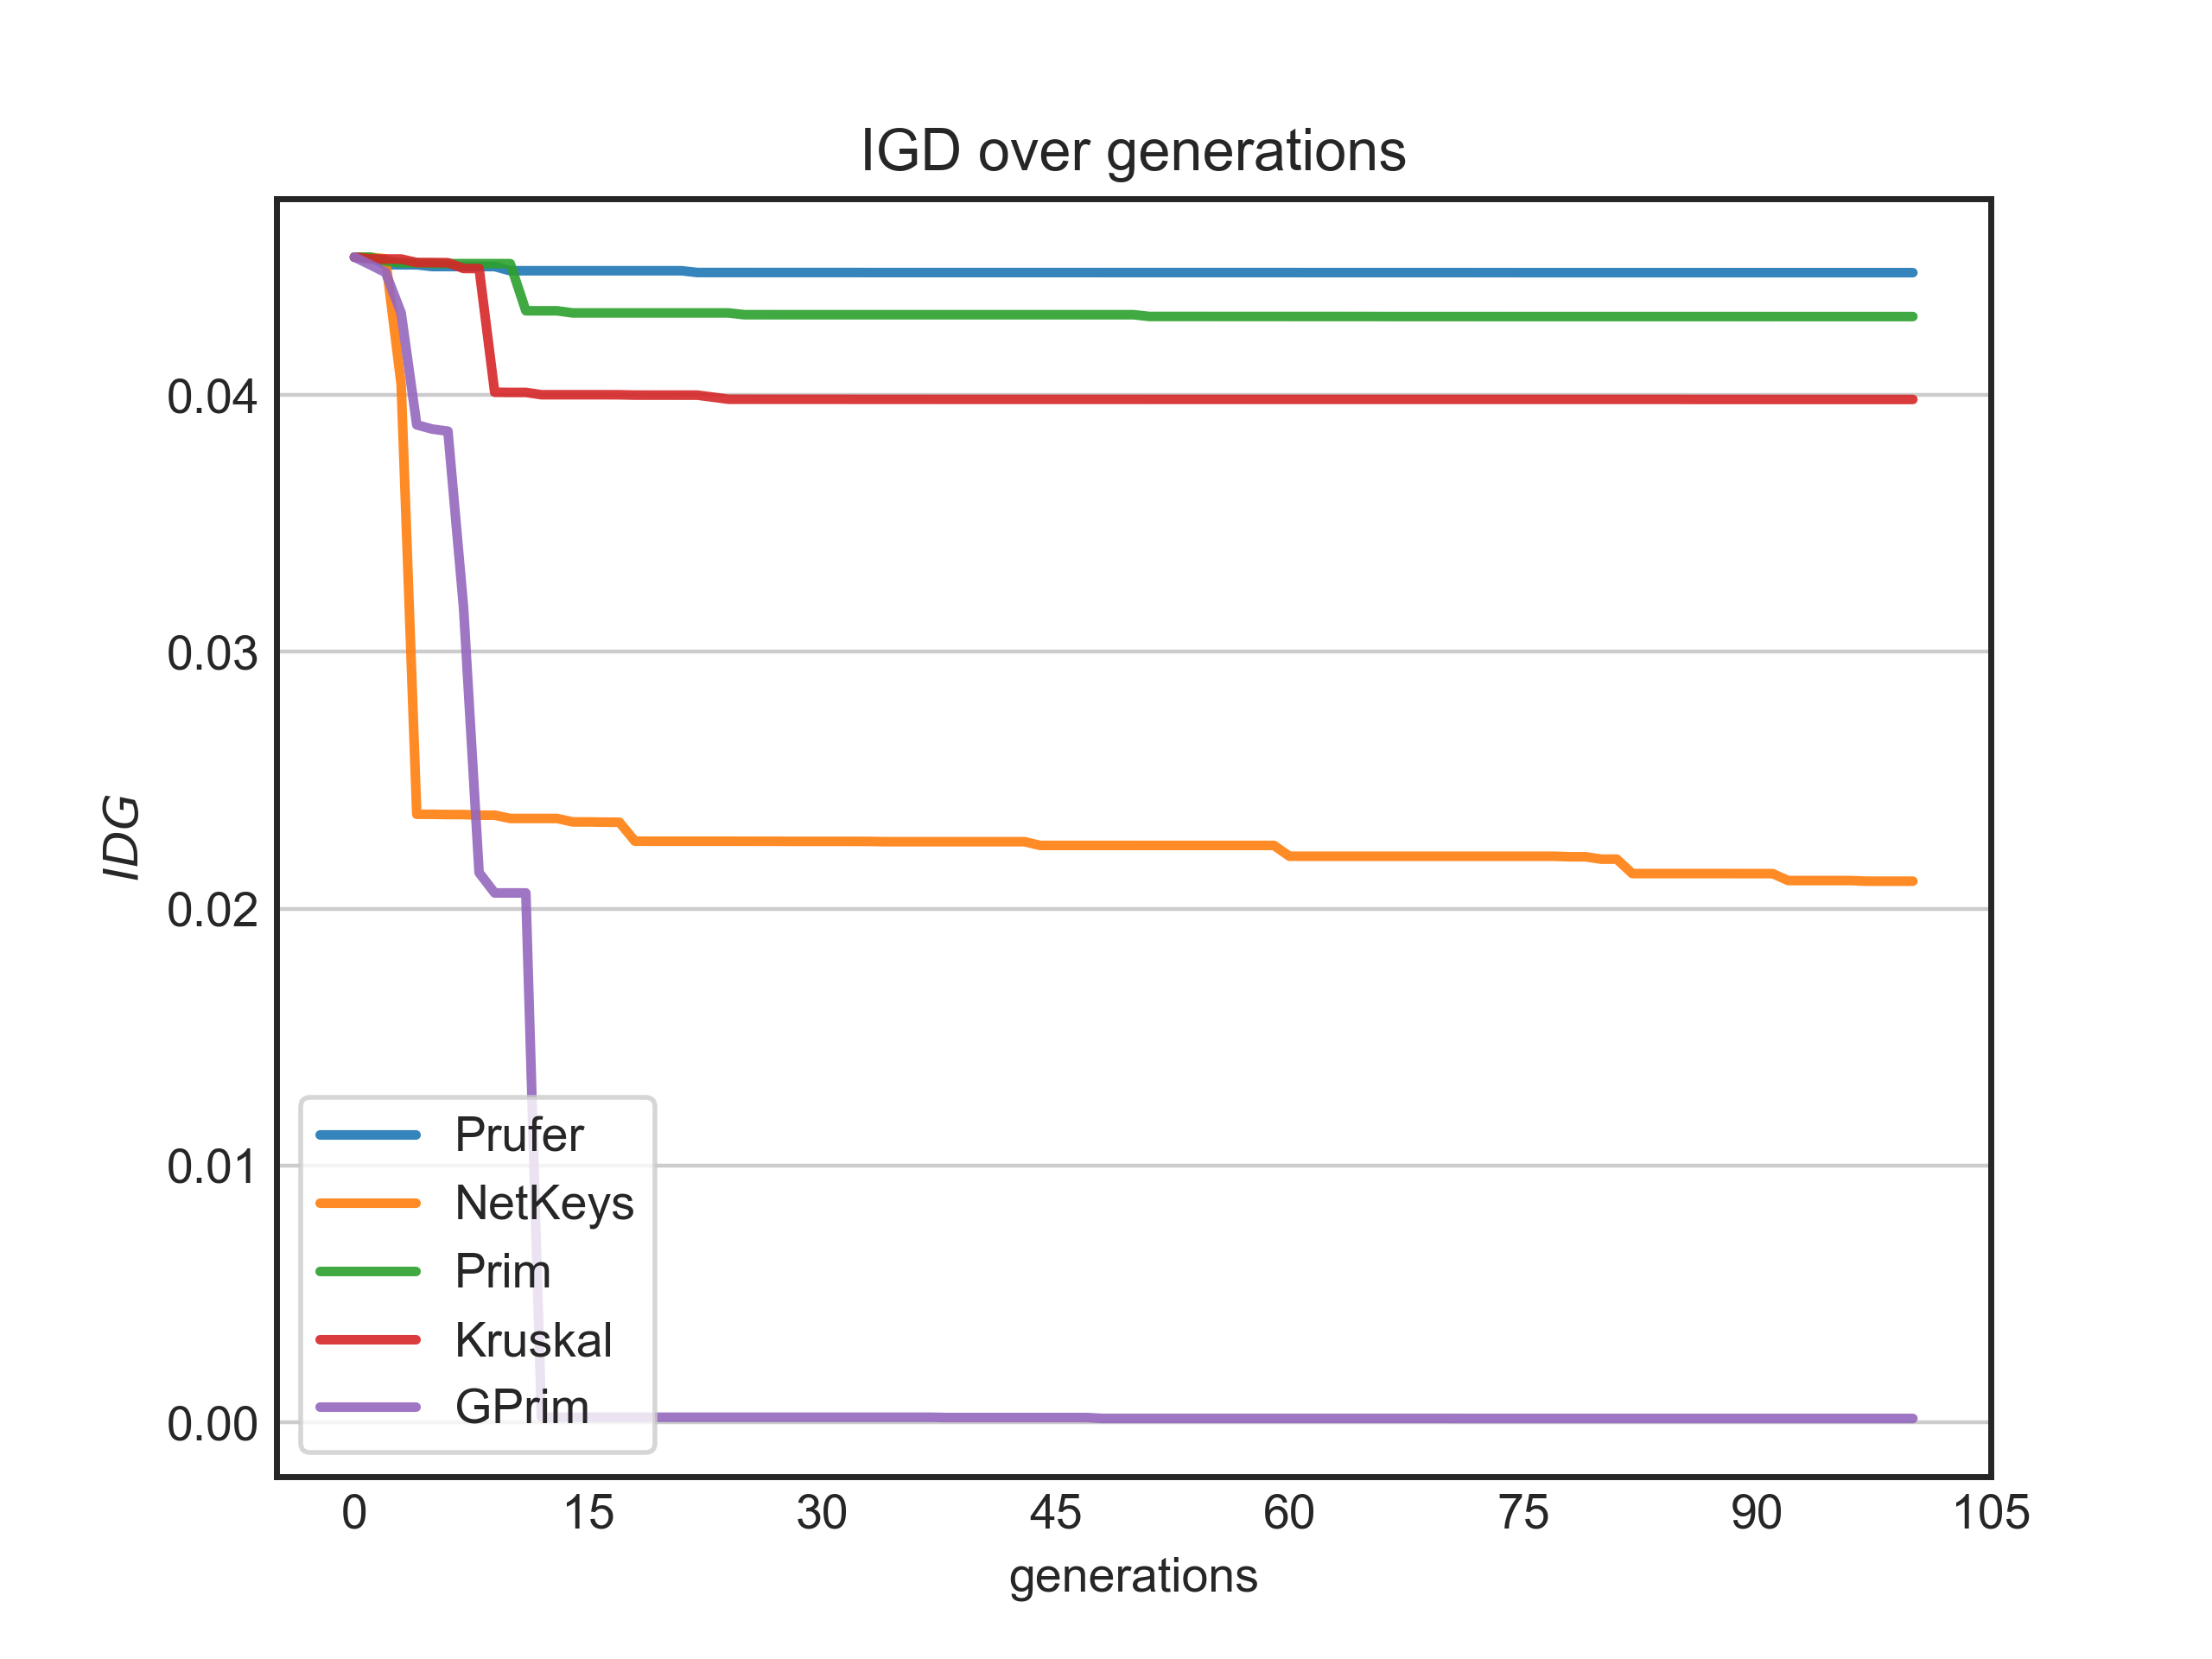 IGD over generations
IDG
0.04
0.03
0.02
0.01
0.00
Prufer
NetKeys
Prim
Kruskal
GPrim
0 15 30 45 60 75 90 105
generations